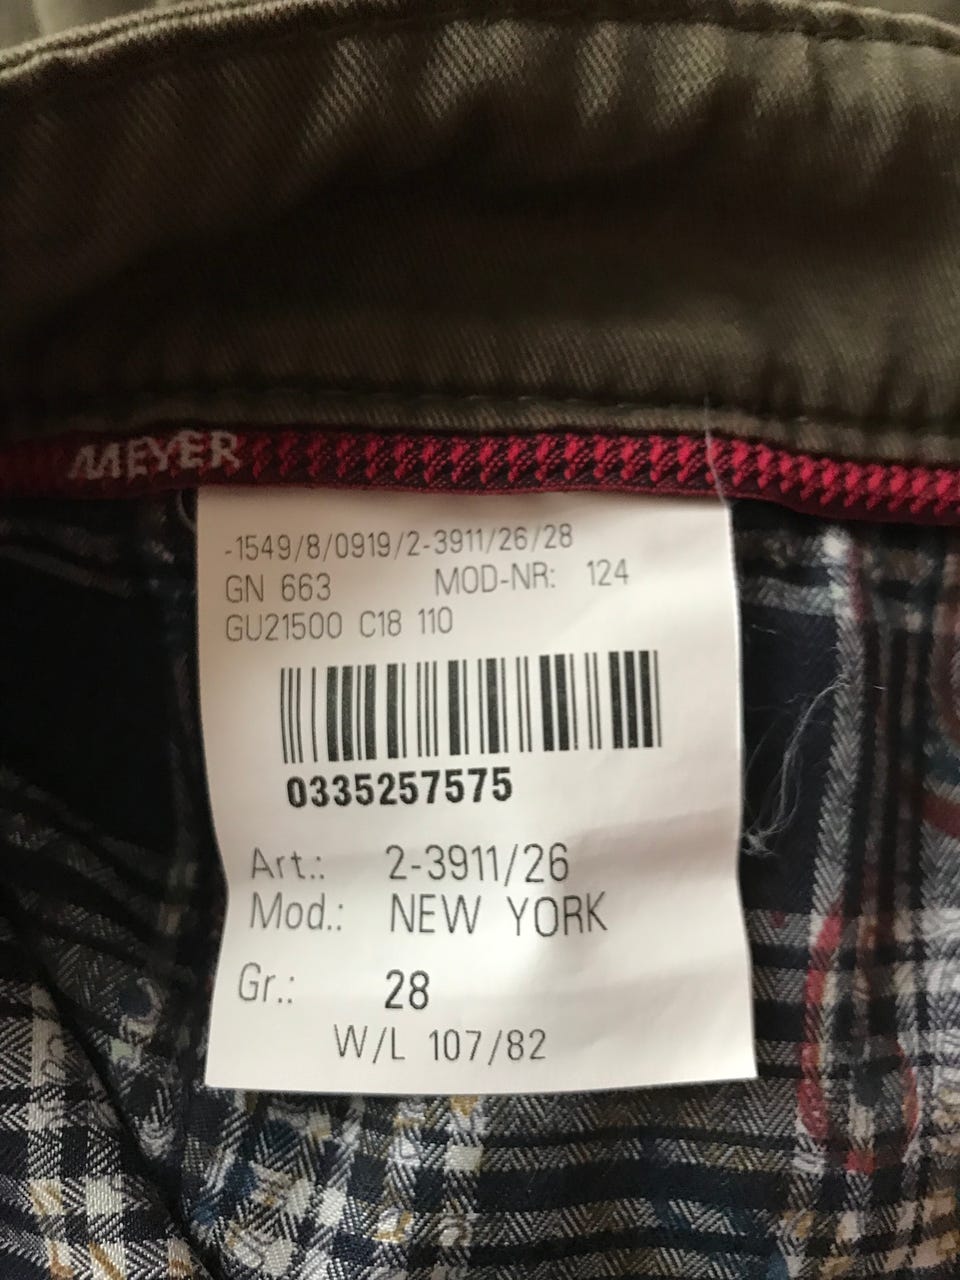 MEYER
-1549/8/0919/2-3911/26/28
GN 663 MOD-NR: 124
GU21500 C18 110
0335257575
Art.: 2-3911/26
Mod.: NEW YORK
Gr.: 28
W/L 107/82